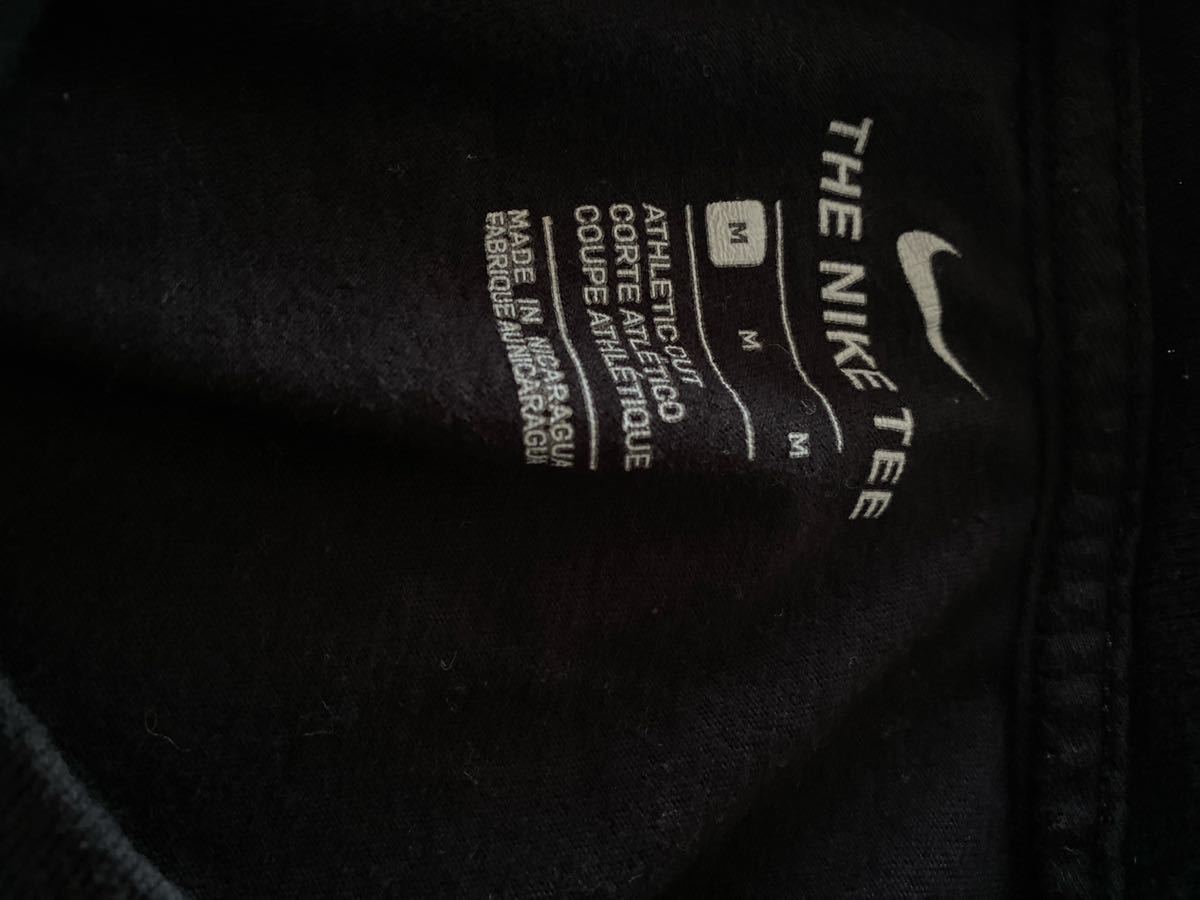 THE NIKE TEE
M M M
ATHLETIC CUT
CORTE ATLÉTICO
COUPE ATHLÉTIQUE
MADE IN NICARAGUA
FABRIQUÉ AU NICARAGUA